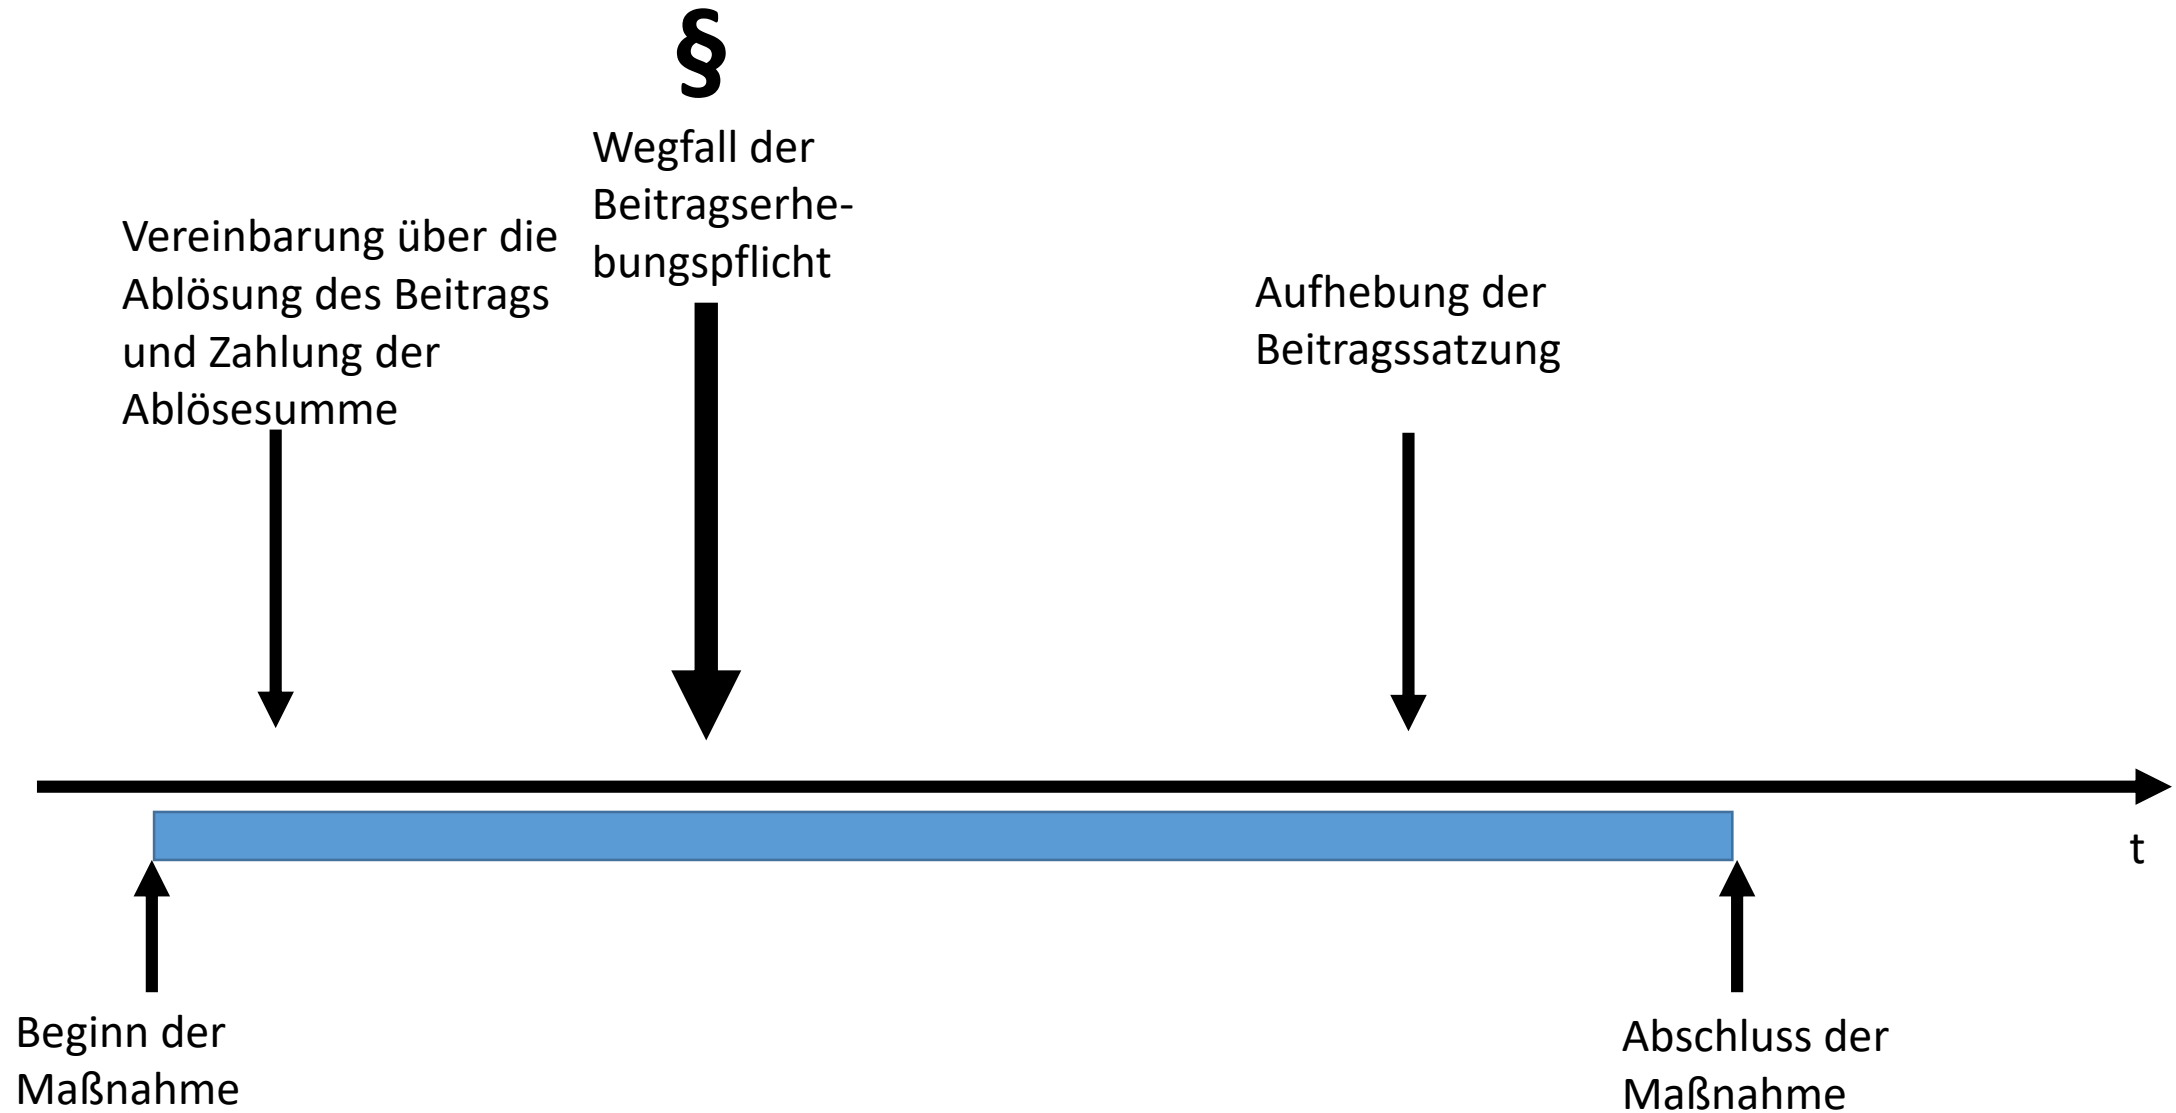 §
Wegfall der
Beitragserhe-
bungspflicht
Vereinbarung über die
Ablösung des Beitrags
und Zahlung der
Ablösesumme
Aufhebung der
Beitragssatzung
t
Beginn der
Maßnahme
Abschluss der
Maßnahme